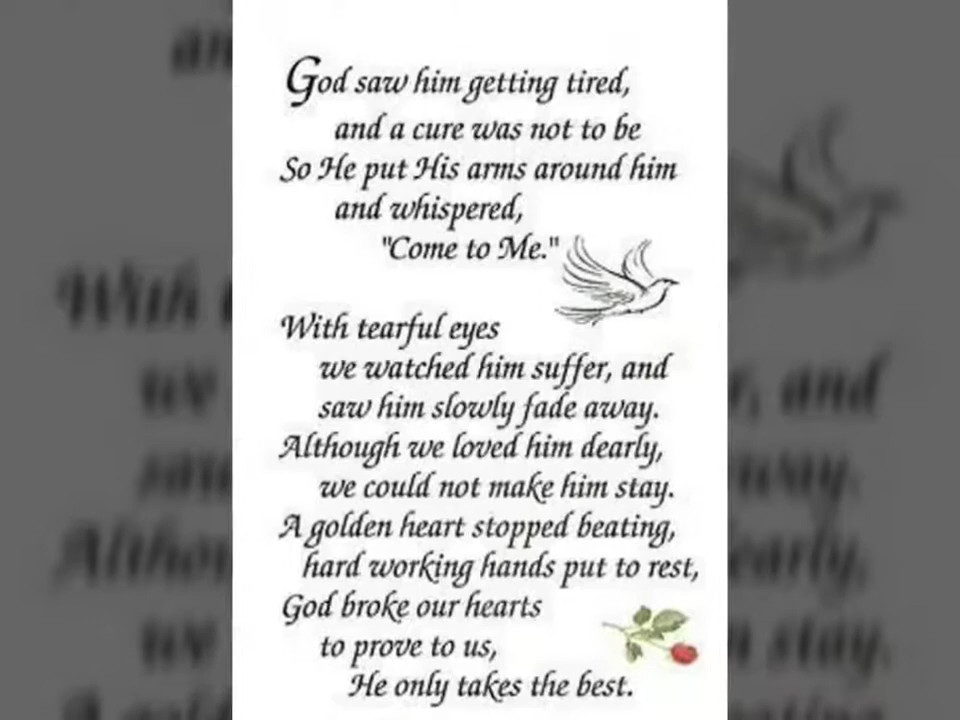 God saw him getting tired,
and a cure was not to be
So He put His arms around him
and whispered,
"Come to Me."
With tearful eyes
we watched him suffer, and
saw him slowly fade away.
Although we loved him dearly,
we could not make him stay.
A golden heart stopped beating,
hard working hands put to rest,
God broke our hearts
to prove to us,
He only takes the best.